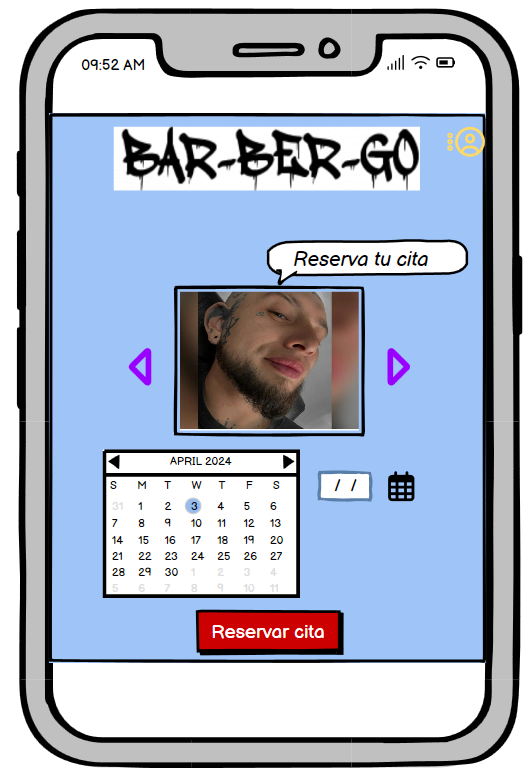 09:52 AM
BAR-BER-GO
Reserva tu cita
APRIL 2024
S M T W T F S
31 1 2 3 4 5 6
7 8 9 10 11 12 13
14 15 16 17 18 19 20
21 22 23 24 25 26 27
28 29 30 1 2 3 4
5 6 7 8 9 10 11
/ /
Reservar cita